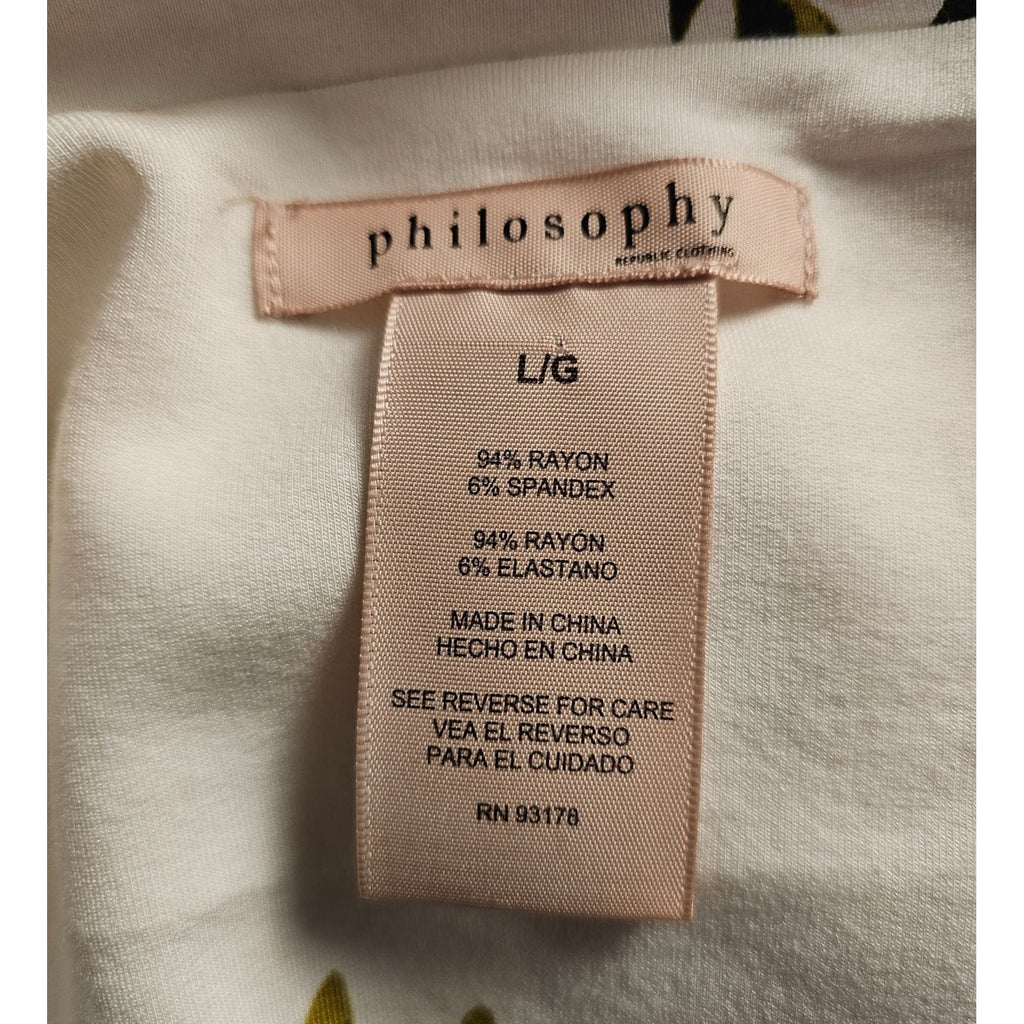 philosophy
REPUBLIC CLOTHING
L/G
94% RAYON
6% SPANDEX
94% RAYÓN
6% ELASTANO
MADE IN CHINA
HECHO EN CHINA
SEE REVERSE FOR CARE
VEA EL REVERSO
PARA EL CUIDADO
RN 93178